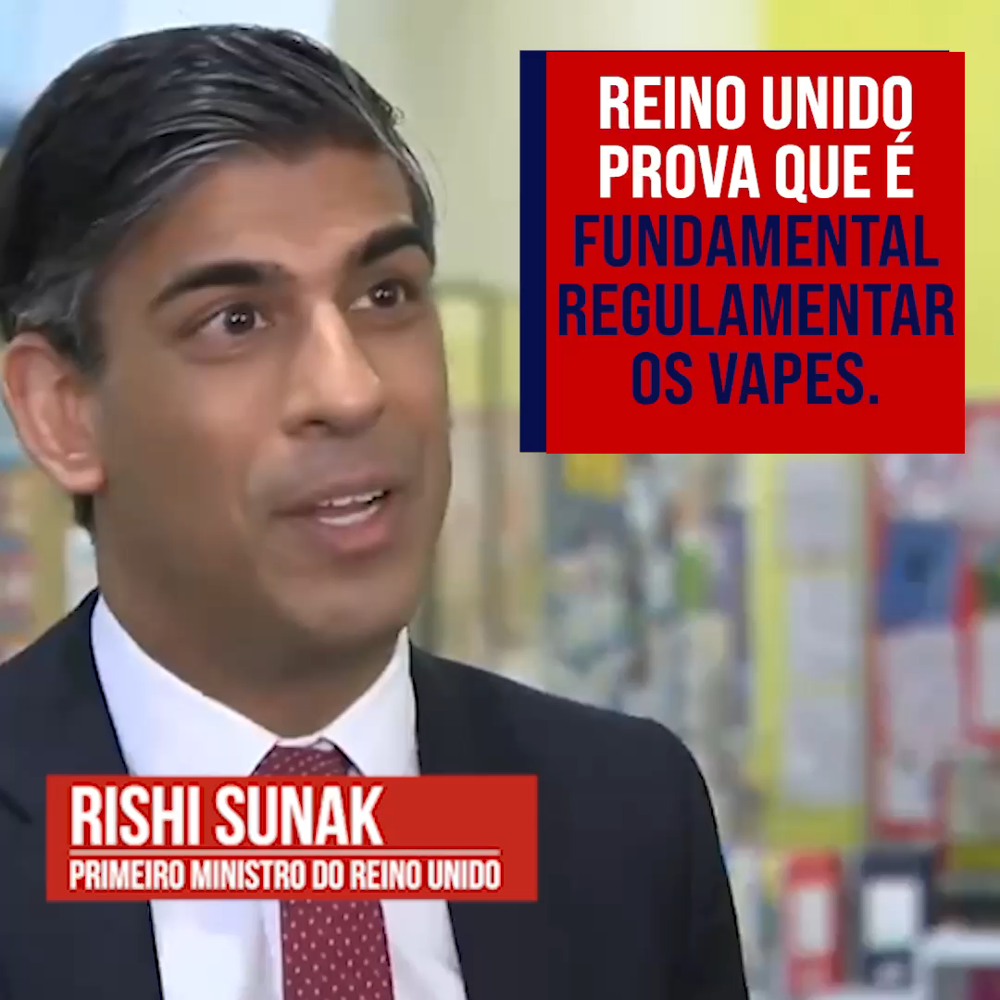 REINO UNIDO
PROVA QUE É
FUNDAMENTAL
REGULAMENTAR
OS VAPES.
RISHI SUNAK
PRIMEIRO MINISTRO DO REINO UNIDO